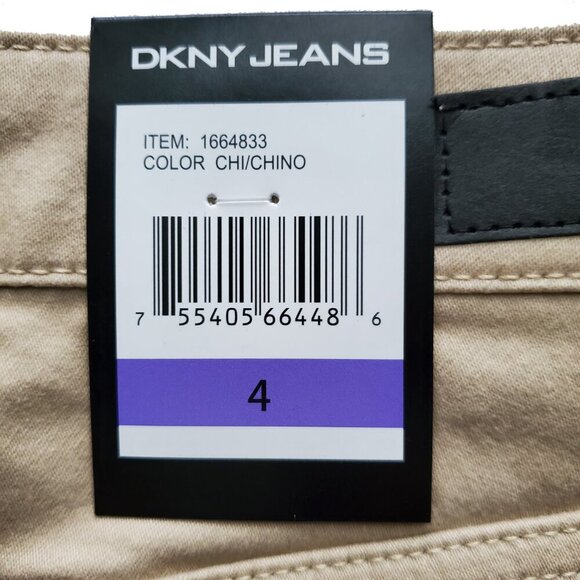 DKNY JEANS
ITEM: 1664833
COLOR CHI/CHINO
7 55405 66448 6
4